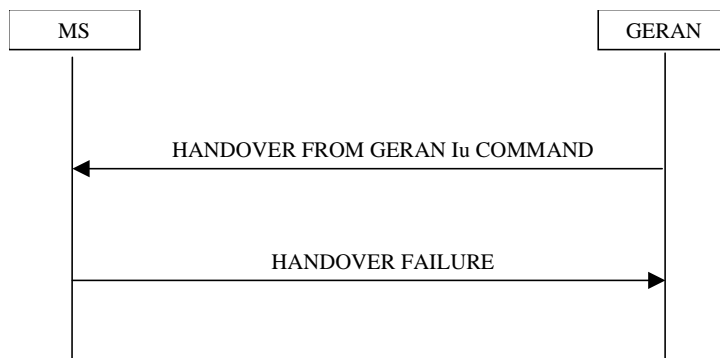 MS
GERAN
HANDOVER FROM GERAN Iu COMMAND
HANDOVER FAILURE